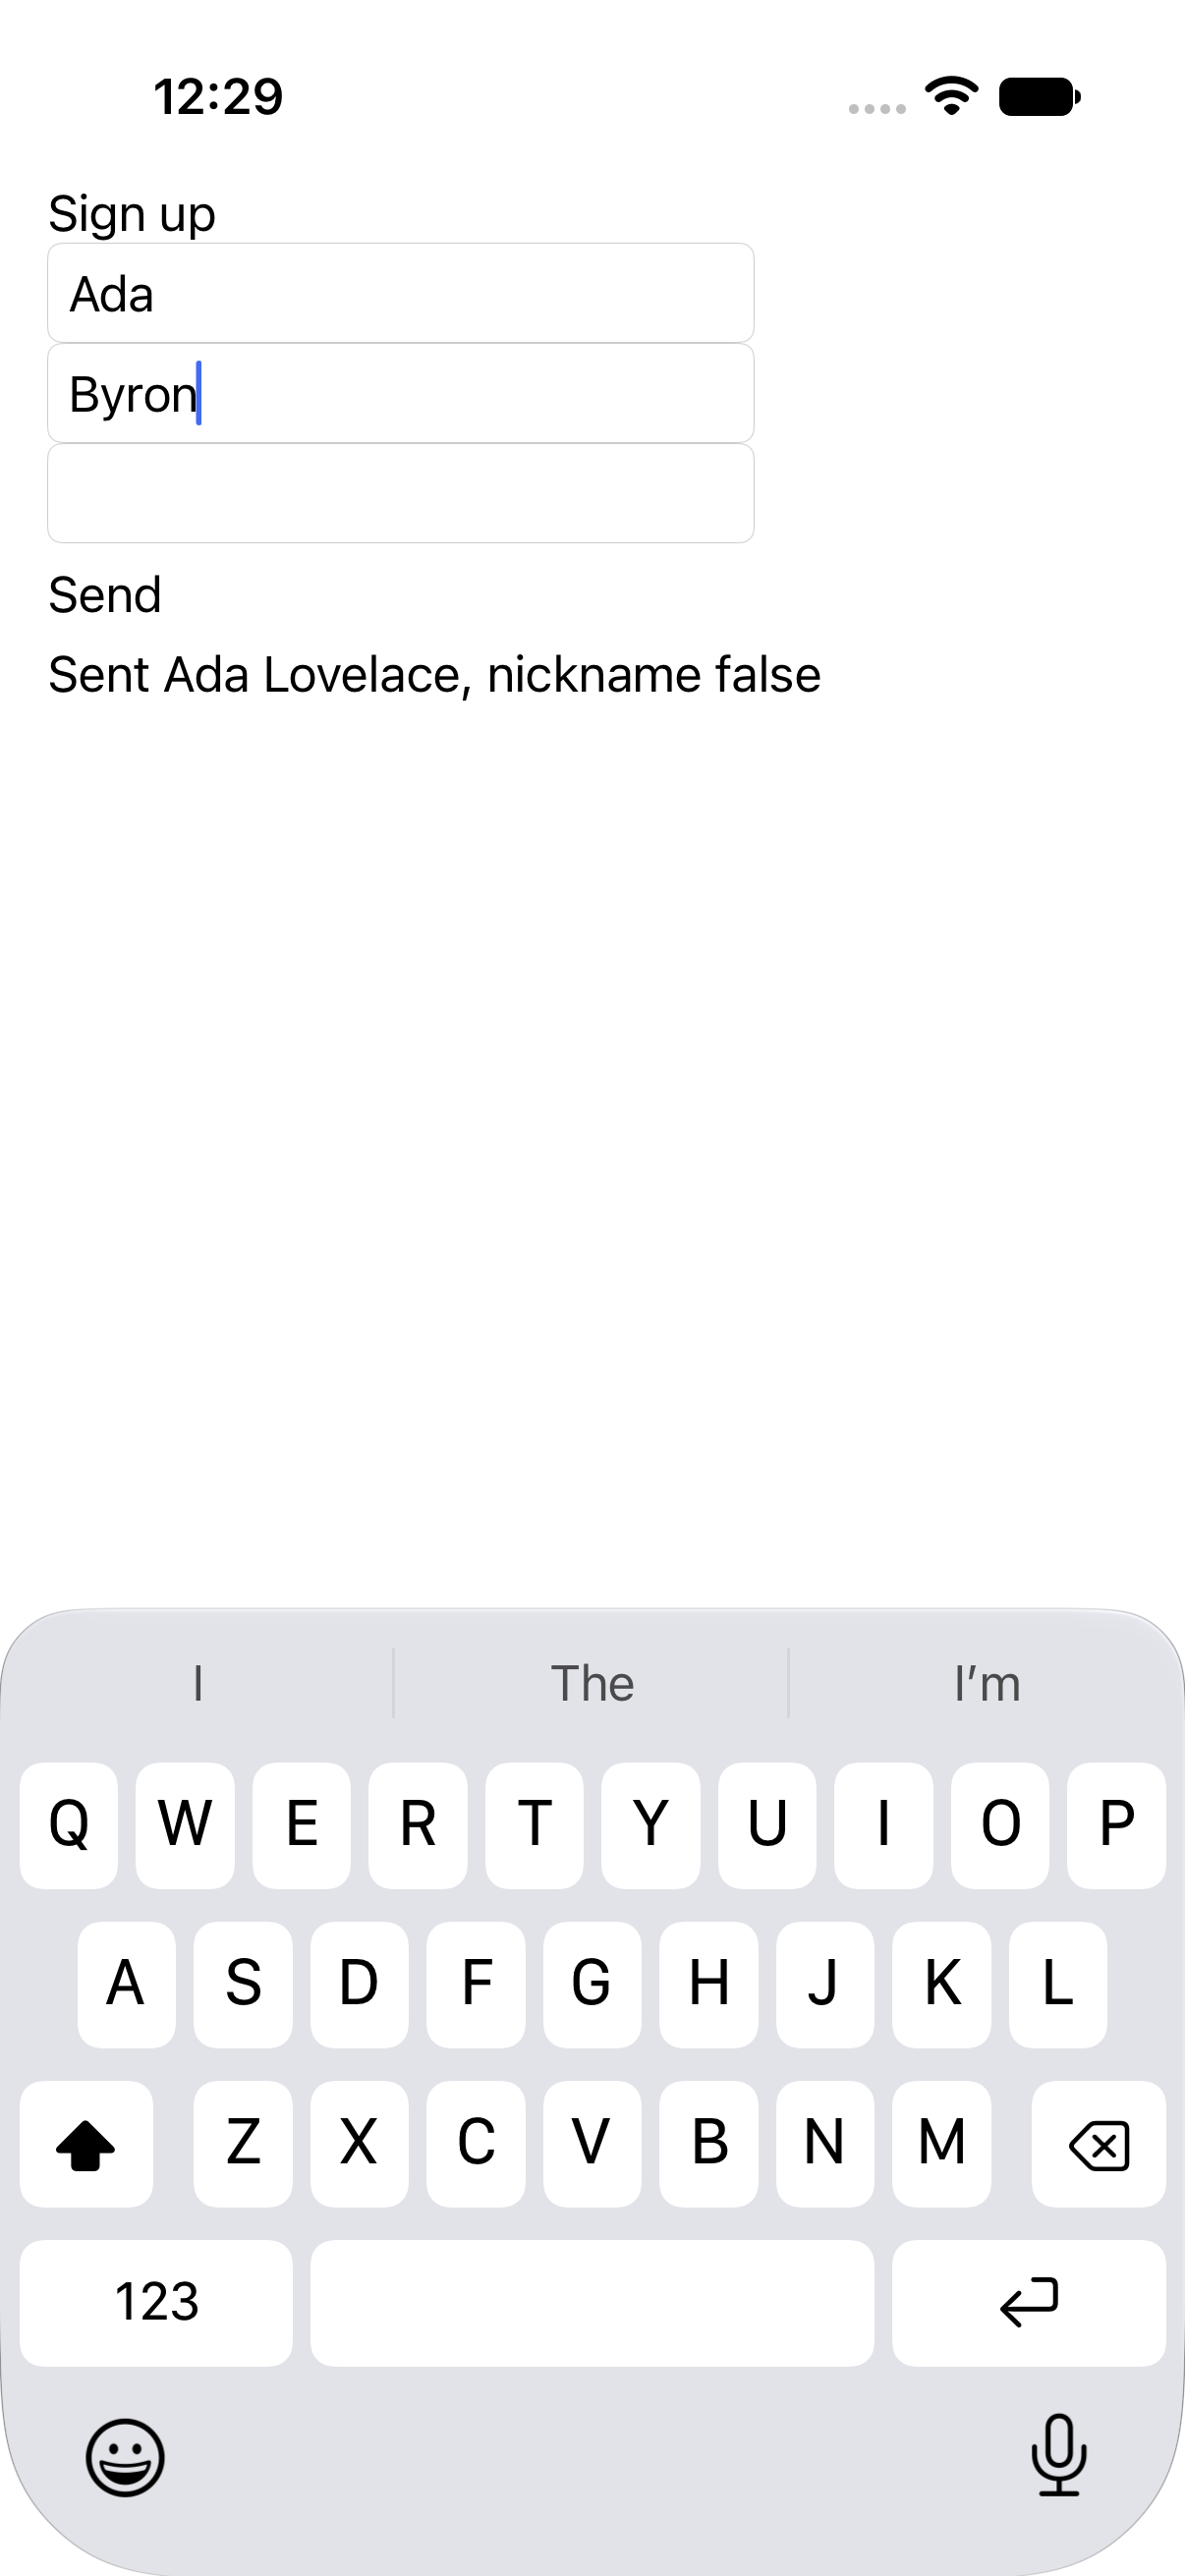 12:29
Sign up
Ada
Byron
Send
Sent Ada Lovelace, nickname false
I The I’m
Q W E R T Y U I O P
A S D F G H J K L
Z X C V B N M
123